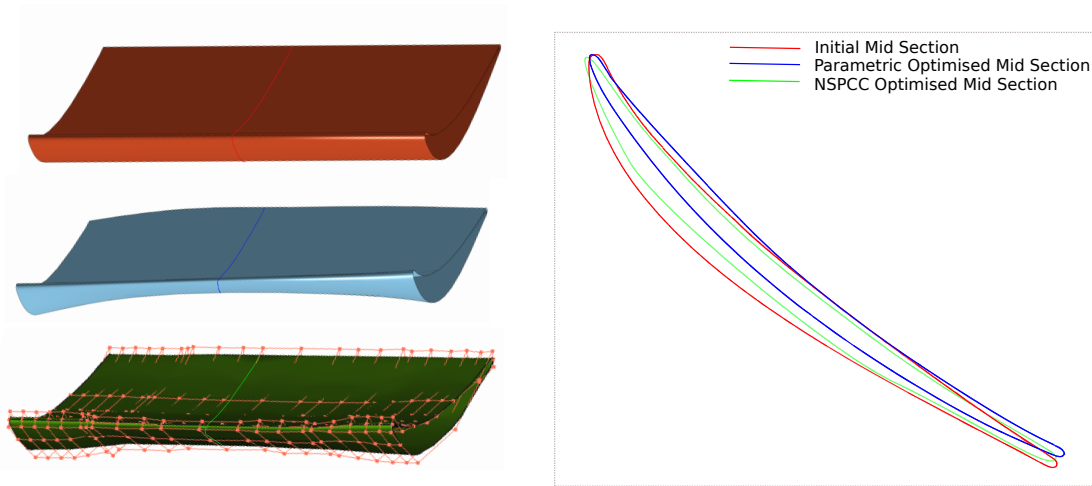 Initial Mid Section
Parametric Optimised Mid Section
NSPCC Optimised Mid Section